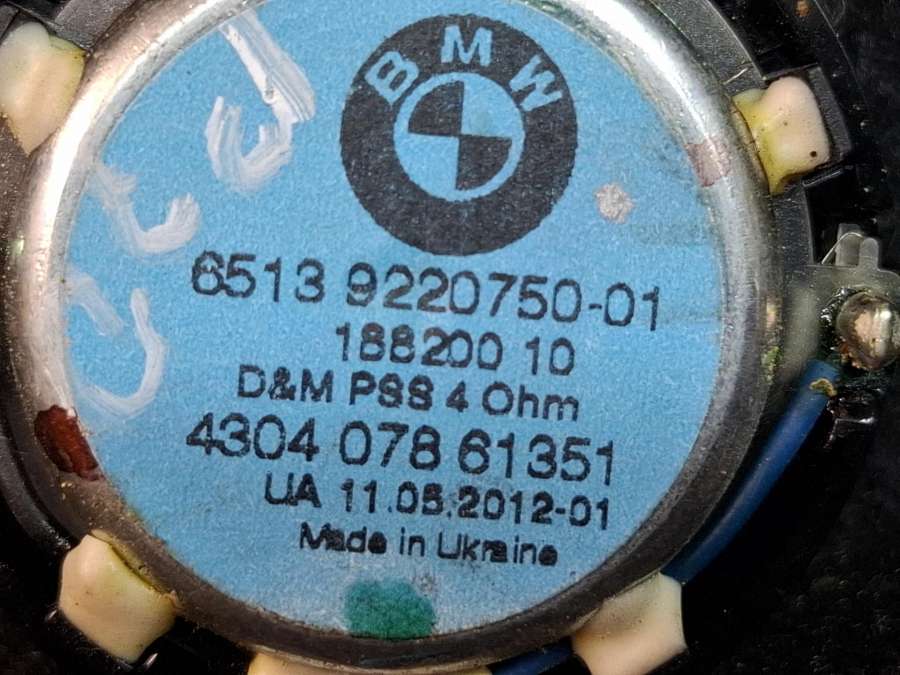 BMW
6513 9220750-01
188200 10
D&M PSS 4 Ohm
4304 078 61351
UA 11.05.2012-01
Made in Ukraine